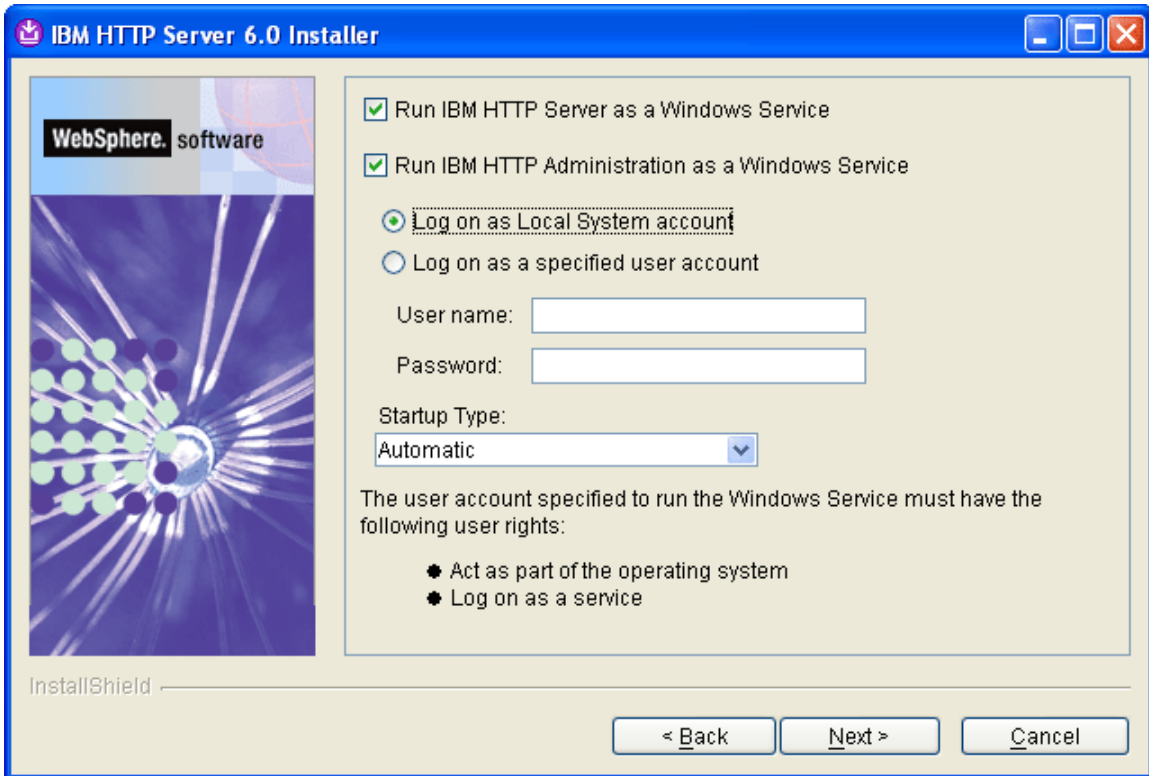 IBM HTTP Server 6.0 Installer
WebSphere. software
Run IBM HTTP Server as a Windows Service
Run IBM HTTP Administration as a Windows Service
Log on as Local System account
Log on as a specified user account
User name:
Password:
Startup Type:
Automatic
The user account specified to run the Windows Service must have the
following user rights:
● Act as part of the operating system
● Log on as a service
InstallShield
< Back
Next >
Cancel